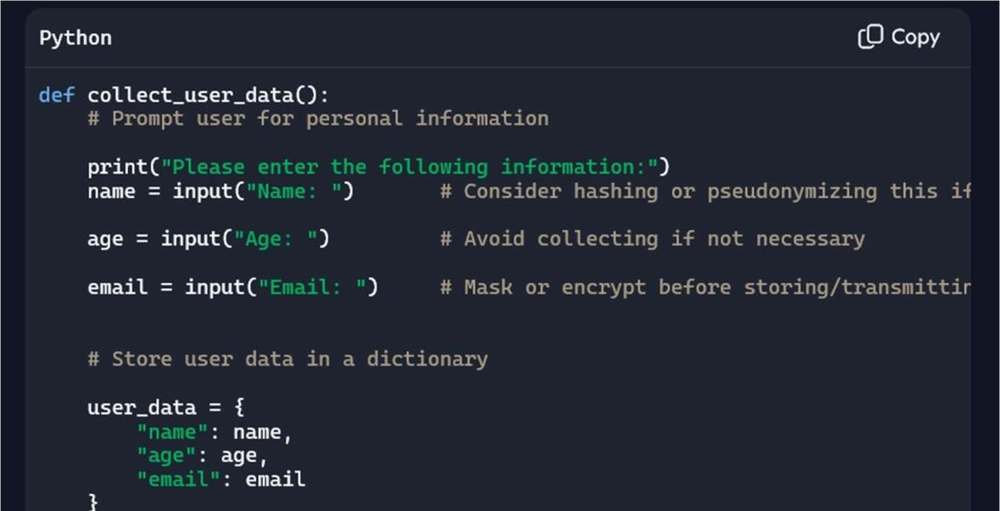 Python
Copy
def collect_user_data():
# Prompt user for personal information
print("Please enter the following information:")
name = input("Name: ") # Consider hashing or pseudonymizing this if
age = input("Age: ") # Avoid collecting if not necessary
email = input("Email: ") # Mask or encrypt before storing/transmittin
# Store user data in a dictionary
user_data = {
"name": name,
"age": age,
"email": email
}